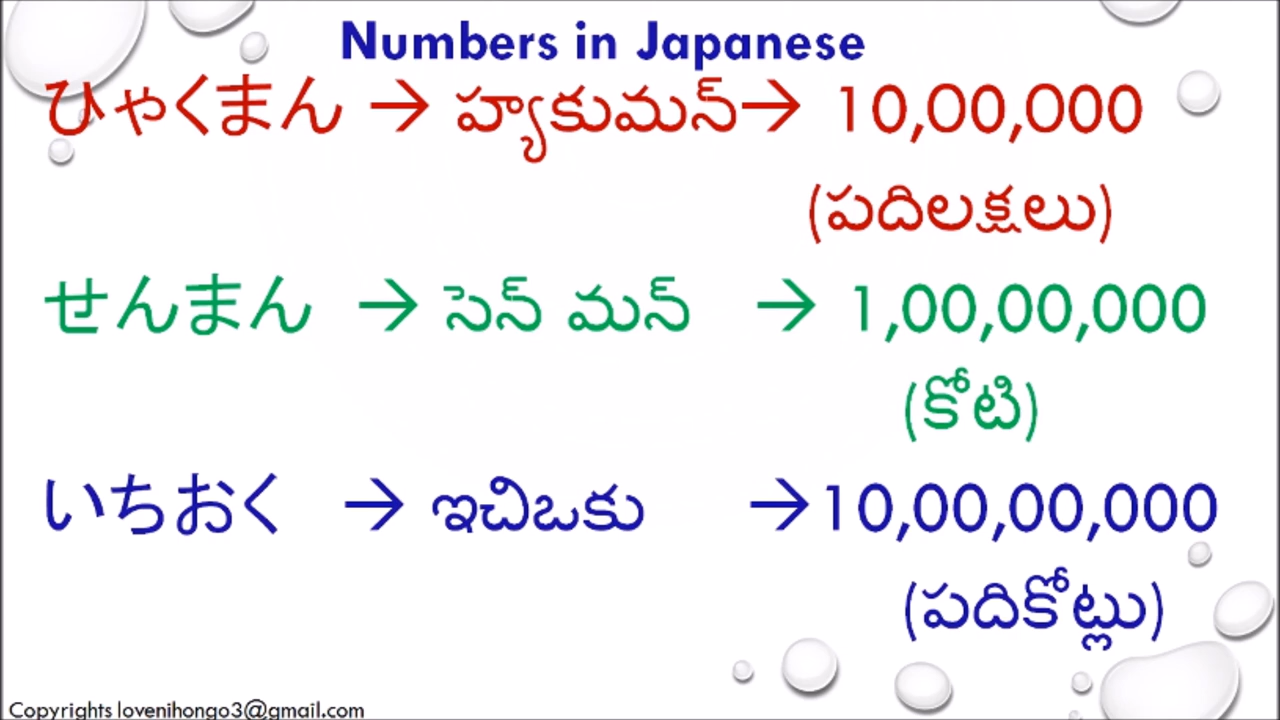 Numbers in Japanese
ひゃくまん → హ్యకుమన్→ 10,00,000
(పదిలక్షలు)
せんまん → సెన్ మన్ → 1,00,00,000
(కోటి)
いちおく → ఇచిఒకు →10,00,00,000
(పదికోట్లు)
Copyrights lovenihongo3@gmail.com